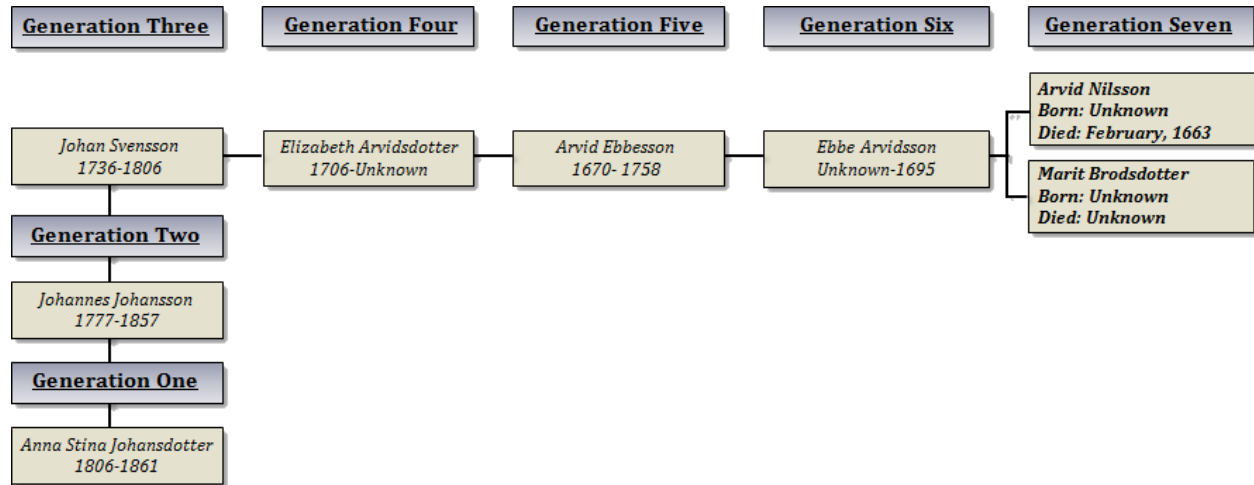 Generation Three
Generation Four
Generation Five
Generation Six
Generation Seven
Arvid Nilsson
Born: Unknown
Died: February, 1663
Johan Svensson
1736-1806
Elizabeth Arvidsdotter
1706-Unknown
Arvid Ebbesson
1670- 1758
Ebbe Arvidsson
Unknown-1695
Marit Brodsdotter
Born: Unknown
Died: Unknown
Generation Two
Johannes Johansson
1777-1857
Generation One
Anna Stina Johansdotter
1806-1861